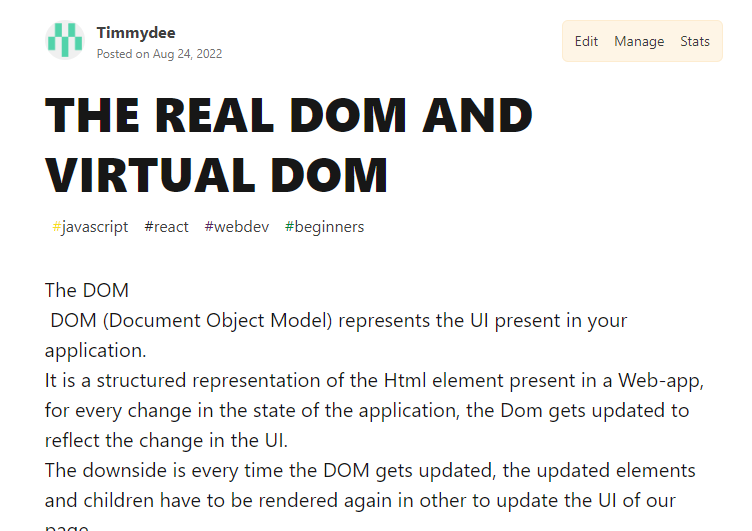 Timmydee
Posted on Aug 24, 2022
Edit Manage Stats
THE REAL DOM AND
VIRTUAL DOM
#javascript #react #webdev #beginners
The DOM
DOM (Document Object Model) represents the UI present in your
application.
It is a structured representation of the Html element present in a Web-app,
for every change in the state of the application, the Dom gets updated to
reflect the change in the UI.
The downside is every time the DOM gets updated, the updated elements
and children have to be rendered again in other to update the UI of our
page.